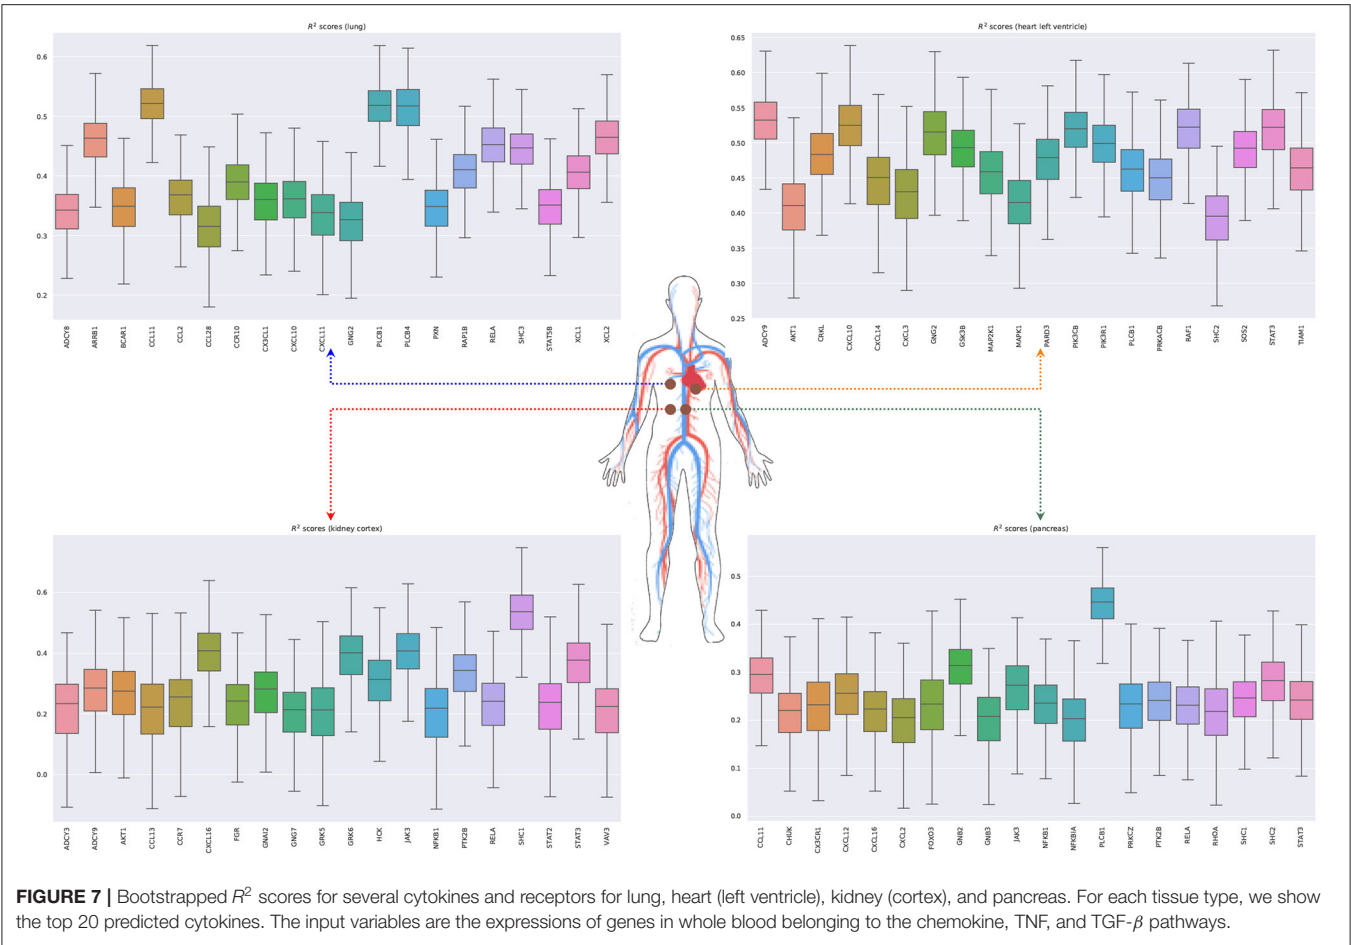 R² scores (lung)
0.6
0.5
0.4
0.3
0.2
ADCY8 ARRB1 BCAR1 CCL11 CCL2 CCL28 CCR10 CX3CL1 CXCL10 CXCL11 GNG2 PLCB1 PLCB4 PXN RAP1B RELA SHC3 STAT5B XCL1 XCL2
R² scores (heart left ventricle)
0.65
0.60
0.55
0.50
0.45
0.40
0.35
0.30
0.25
ADCY9 AKT1 CRKL CXCL10 CXCL14 CXCL3 GNG2 GSK3B MAP2K1 MAPK1 PARD3 PIK3CB PIK3R1 PLCB1 PRKACB RAF1 SHC2 SOS2 STAT3 TIAM1
R² scores (kidney cortex)
0.6
0.4
0.2
0.0
ADCY3 ADCY9 AKT1 CCL13 CCR7 CXCL16 FGR GNAI2 GNG7 GRK5 GRK6 HCK JAK3 NFKB1 PTK2B RELA SHC1 STAT2 STAT3 VAV3
R² scores (pancreas)
0.5
0.4
0.3
0.2
0.1
0.0
CCL11 CHUK CX3CR1 CXCL12 CXCL16 CXCL2 FOXO3 GNB2 GNB3 JAK3 NFKB1 NFKBIA PLCB1 PRKCZ PTK2B RELA RHOA SHC1 SHC2 STAT3
FIGURE 7 | Bootstrapped R² scores for several cytokines and receptors for lung, heart (left ventricle), kidney (cortex), and pancreas. For each tissue type, we show
the top 20 predicted cytokines. The input variables are the expressions of genes in whole blood belonging to the chemokine, TNF, and TGF-β pathways.